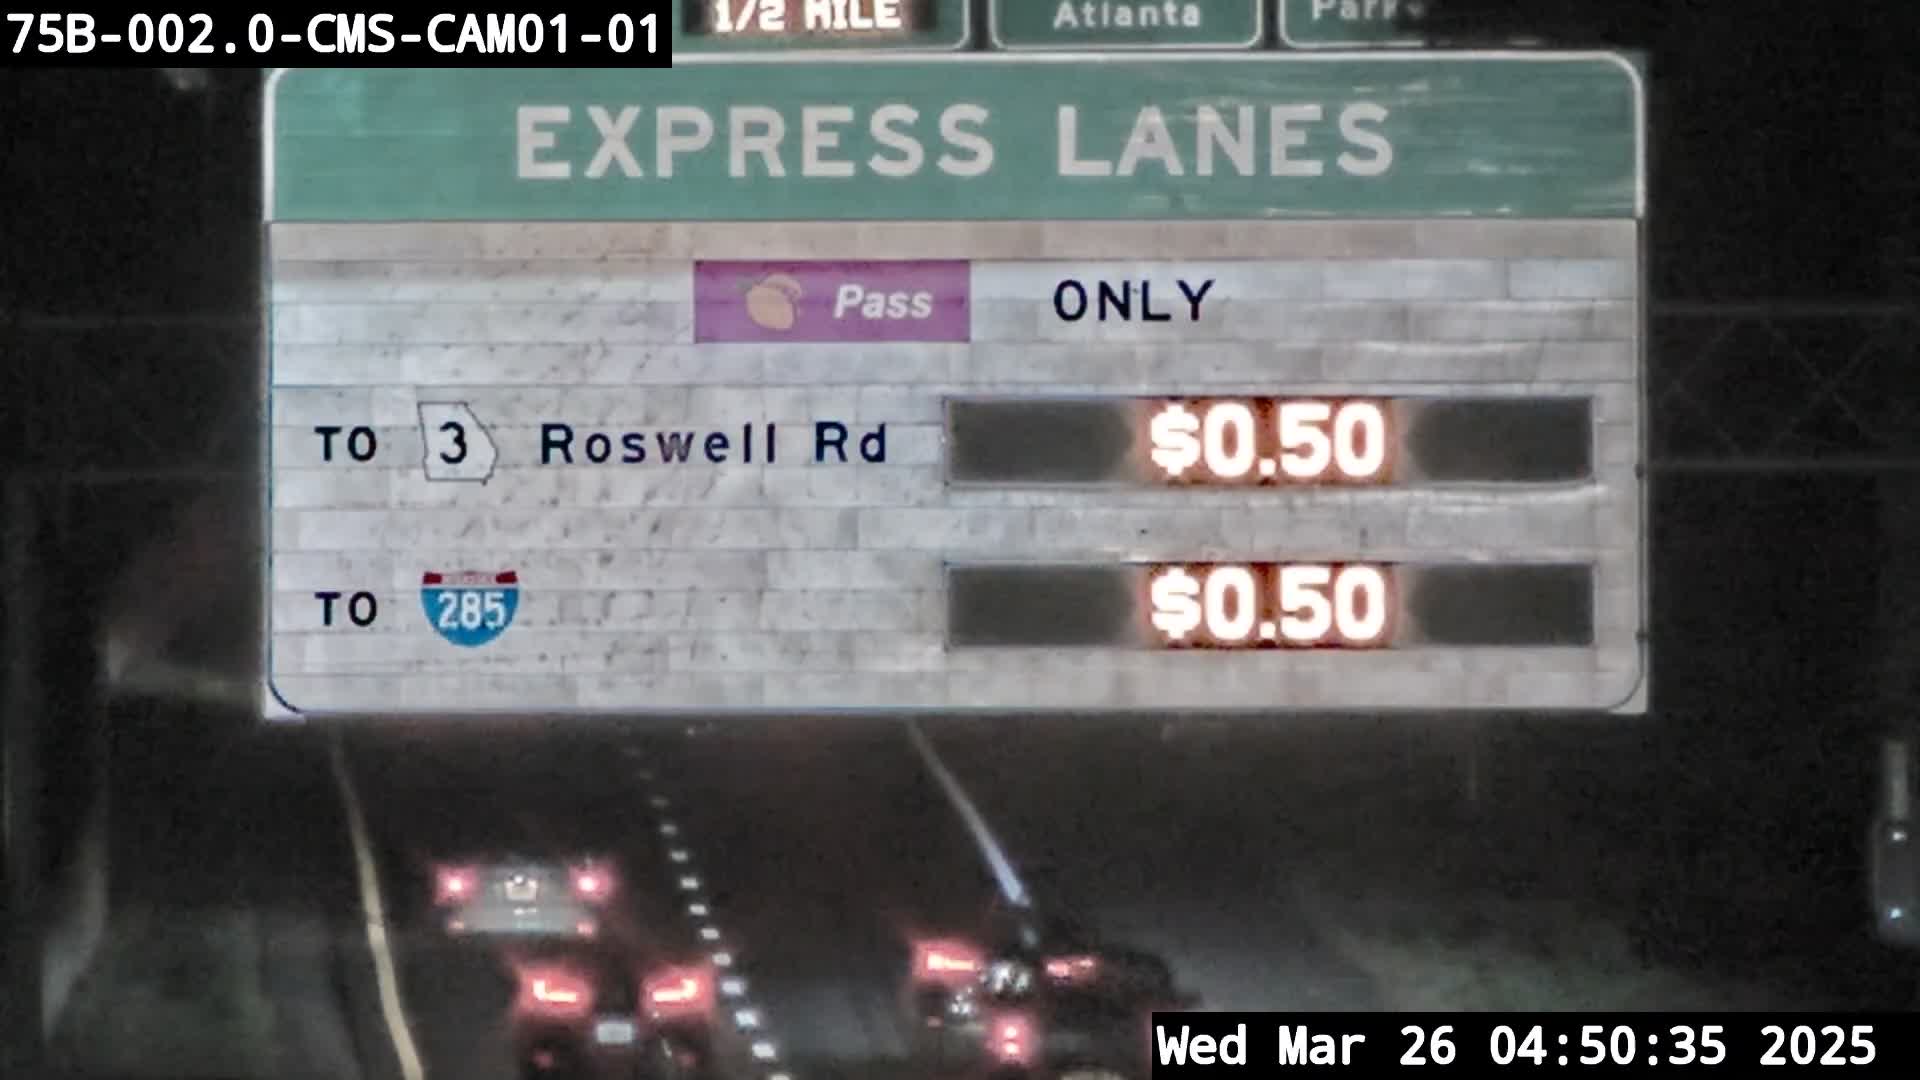 75B-002.0-CMS-CAM01-01
1/2 MILE
Atlanta
EXPRESS LANES
Pass ONLY
TO 3 Roswell Rd $0.50
TO 285 $0.50
Wed Mar 26 04:50:35 2025